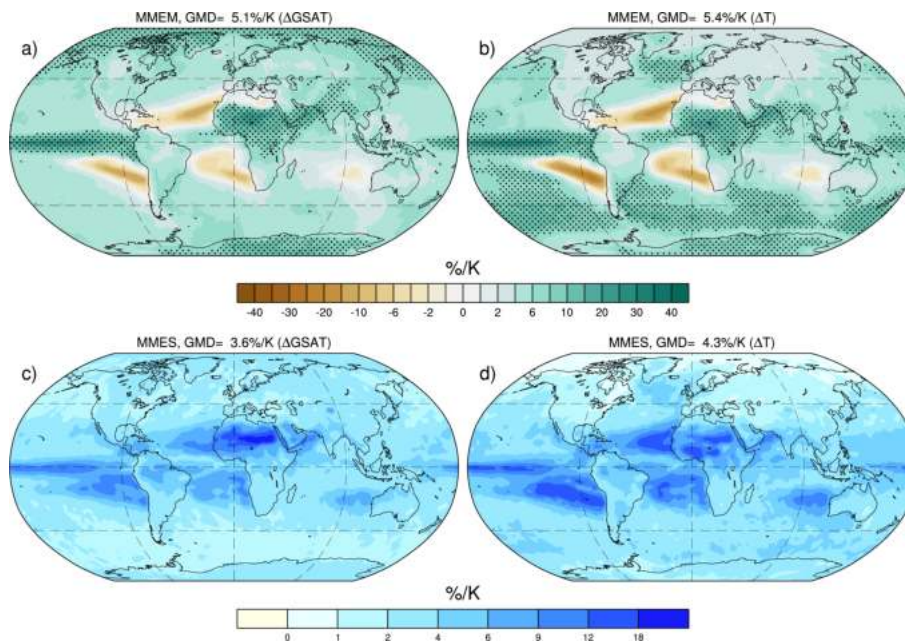 MMEM, GMD= 5.1%/K (ΔGSAT)
MMEM, GMD= 5.4%/K (ΔT)
a)
b)
%/K
-40 -30 -20 -10 -6 -2 0 2 6 10 20 30 40
MMES, GMD= 3.6%/K (ΔGSAT)
MMES, GMD= 4.3%/K (ΔT)
c)
d)
%/K
0 1 2 4 6 9 12 18